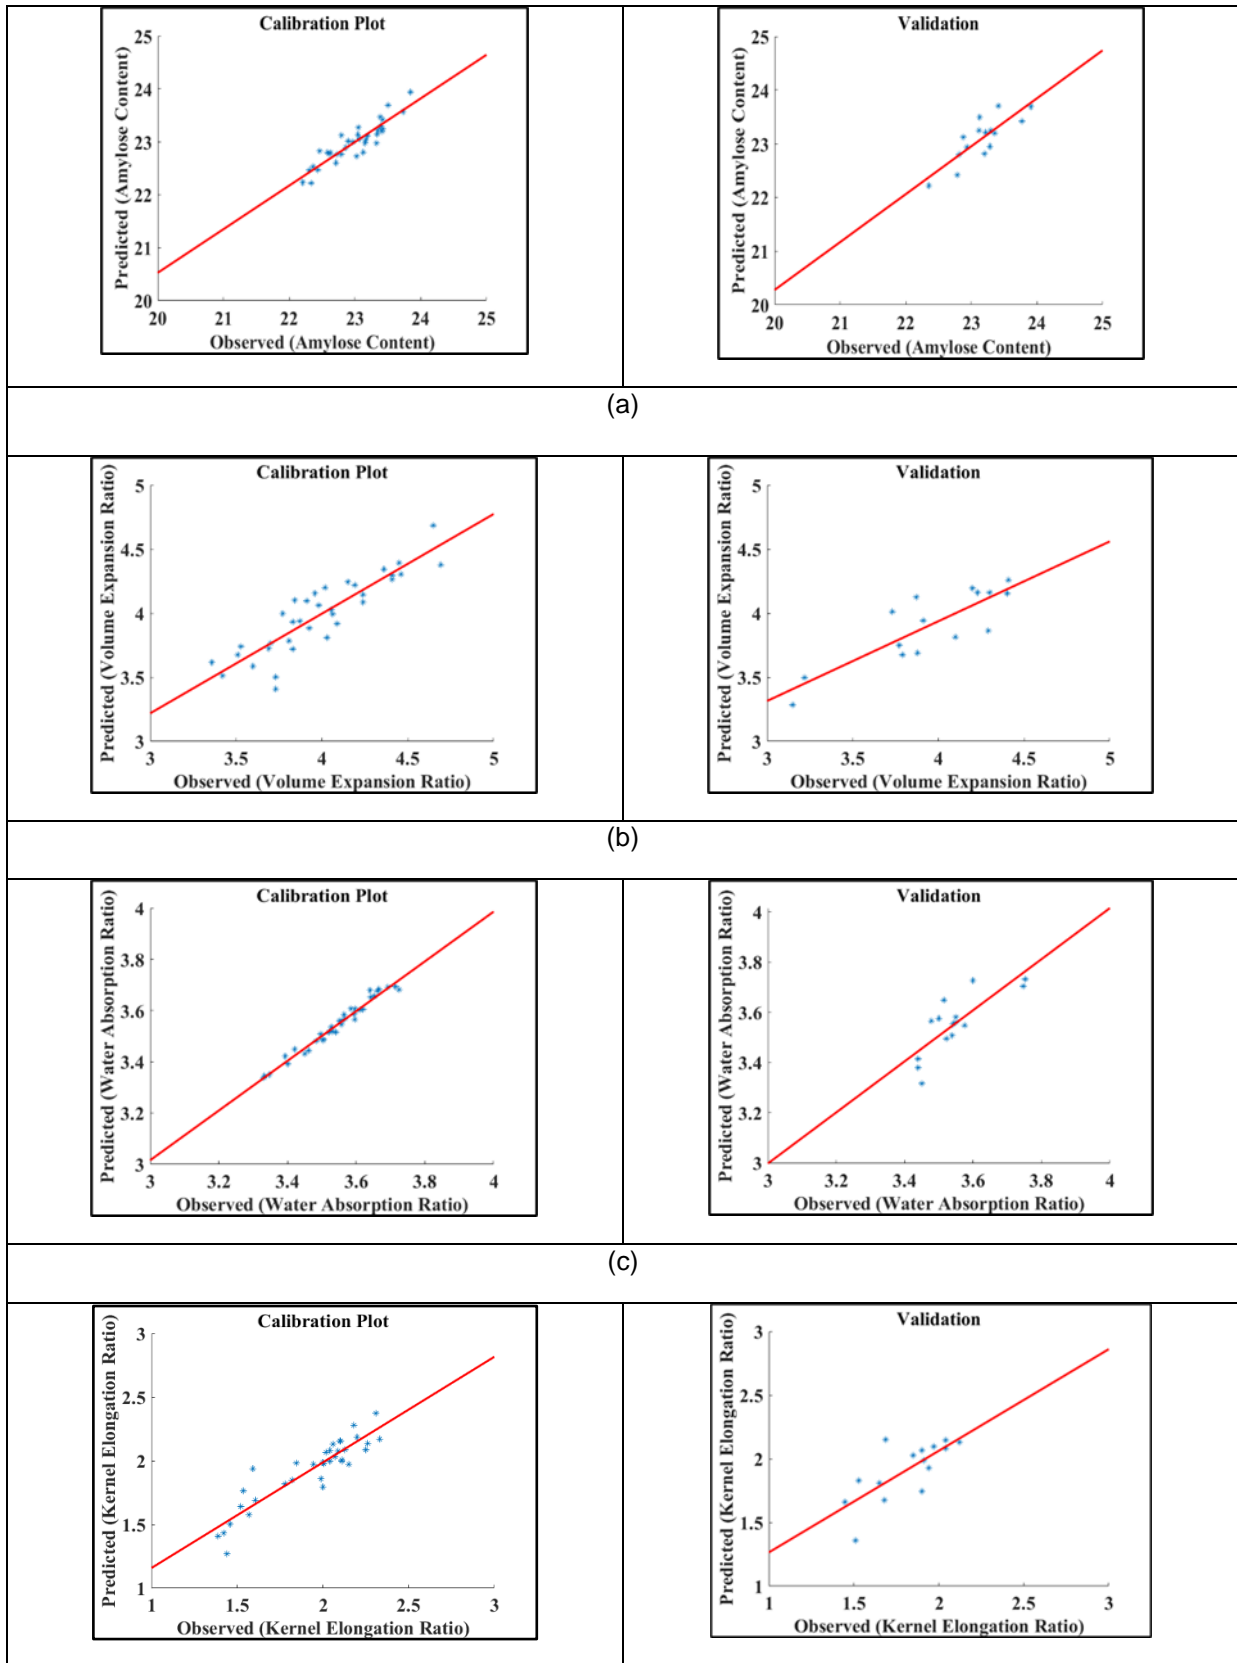 Calibration Plot
Predicted (Amylose Content)
25
24
23
22
21
20
20 21 22 23 24 25
Observed (Amylose Content)
Validation
Predicted (Amylose Content)
25
24
23
22
21
20
20 21 22 23 24 25
Observed (Amylose Content)
(a)
Calibration Plot
Predicted (Volume Expansion Ratio)
5
4.5
4
3.5
3
3 3.5 4 4.5 5
Observed (Volume Expansion Ratio)
Validation
Predicted (Volume Expansion Ratio)
5
4.5
4
3.5
3
3 3.5 4 4.5 5
Observed (Volume Expansion Ratio)
(b)
Calibration Plot
Predicted (Water Absorption Ratio)
4
3.8
3.6
3.4
3.2
3
3 3.2 3.4 3.6 3.8 4
Observed (Water Absorption Ratio)
Validation
Predicted (Water Absorption Ratio)
4
3.8
3.6
3.4
3.2
3
3 3.2 3.4 3.6 3.8 4
Observed (Water Absorption Ratio)
(c)
Calibration Plot
Predicted (Kernel Elongation Ratio)
3
2.5
2
1.5
1
1 1.5 2 2.5 3
Observed (Kernel Elongation Ratio)
Validation
Predicted (Kernel Elongation Ratio)
3
2.5
2
1.5
1
1 1.5 2 2.5 3
Observed (Kernel Elongation Ratio)